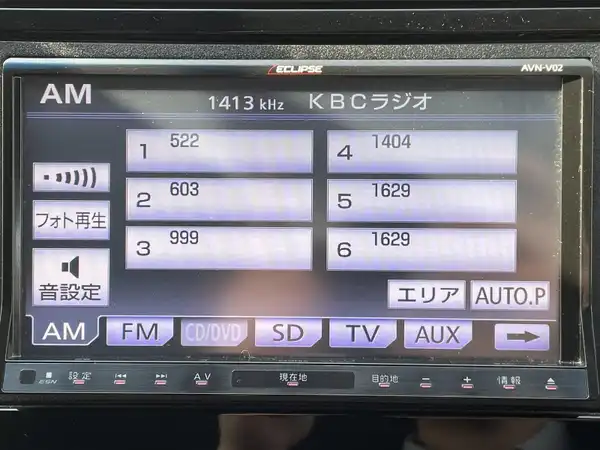 ECLIPSE
AVN-V02
AM
1413 kHz KBCラジオ
1 522
4 1404
2 603
5 1629
フォト再生
3 999
6 1629
音設定
エリア
AUTO.P
AM FM CD/DVD SD TV AUX
ESN 設定 AV 現在地 目的地 − + 情報